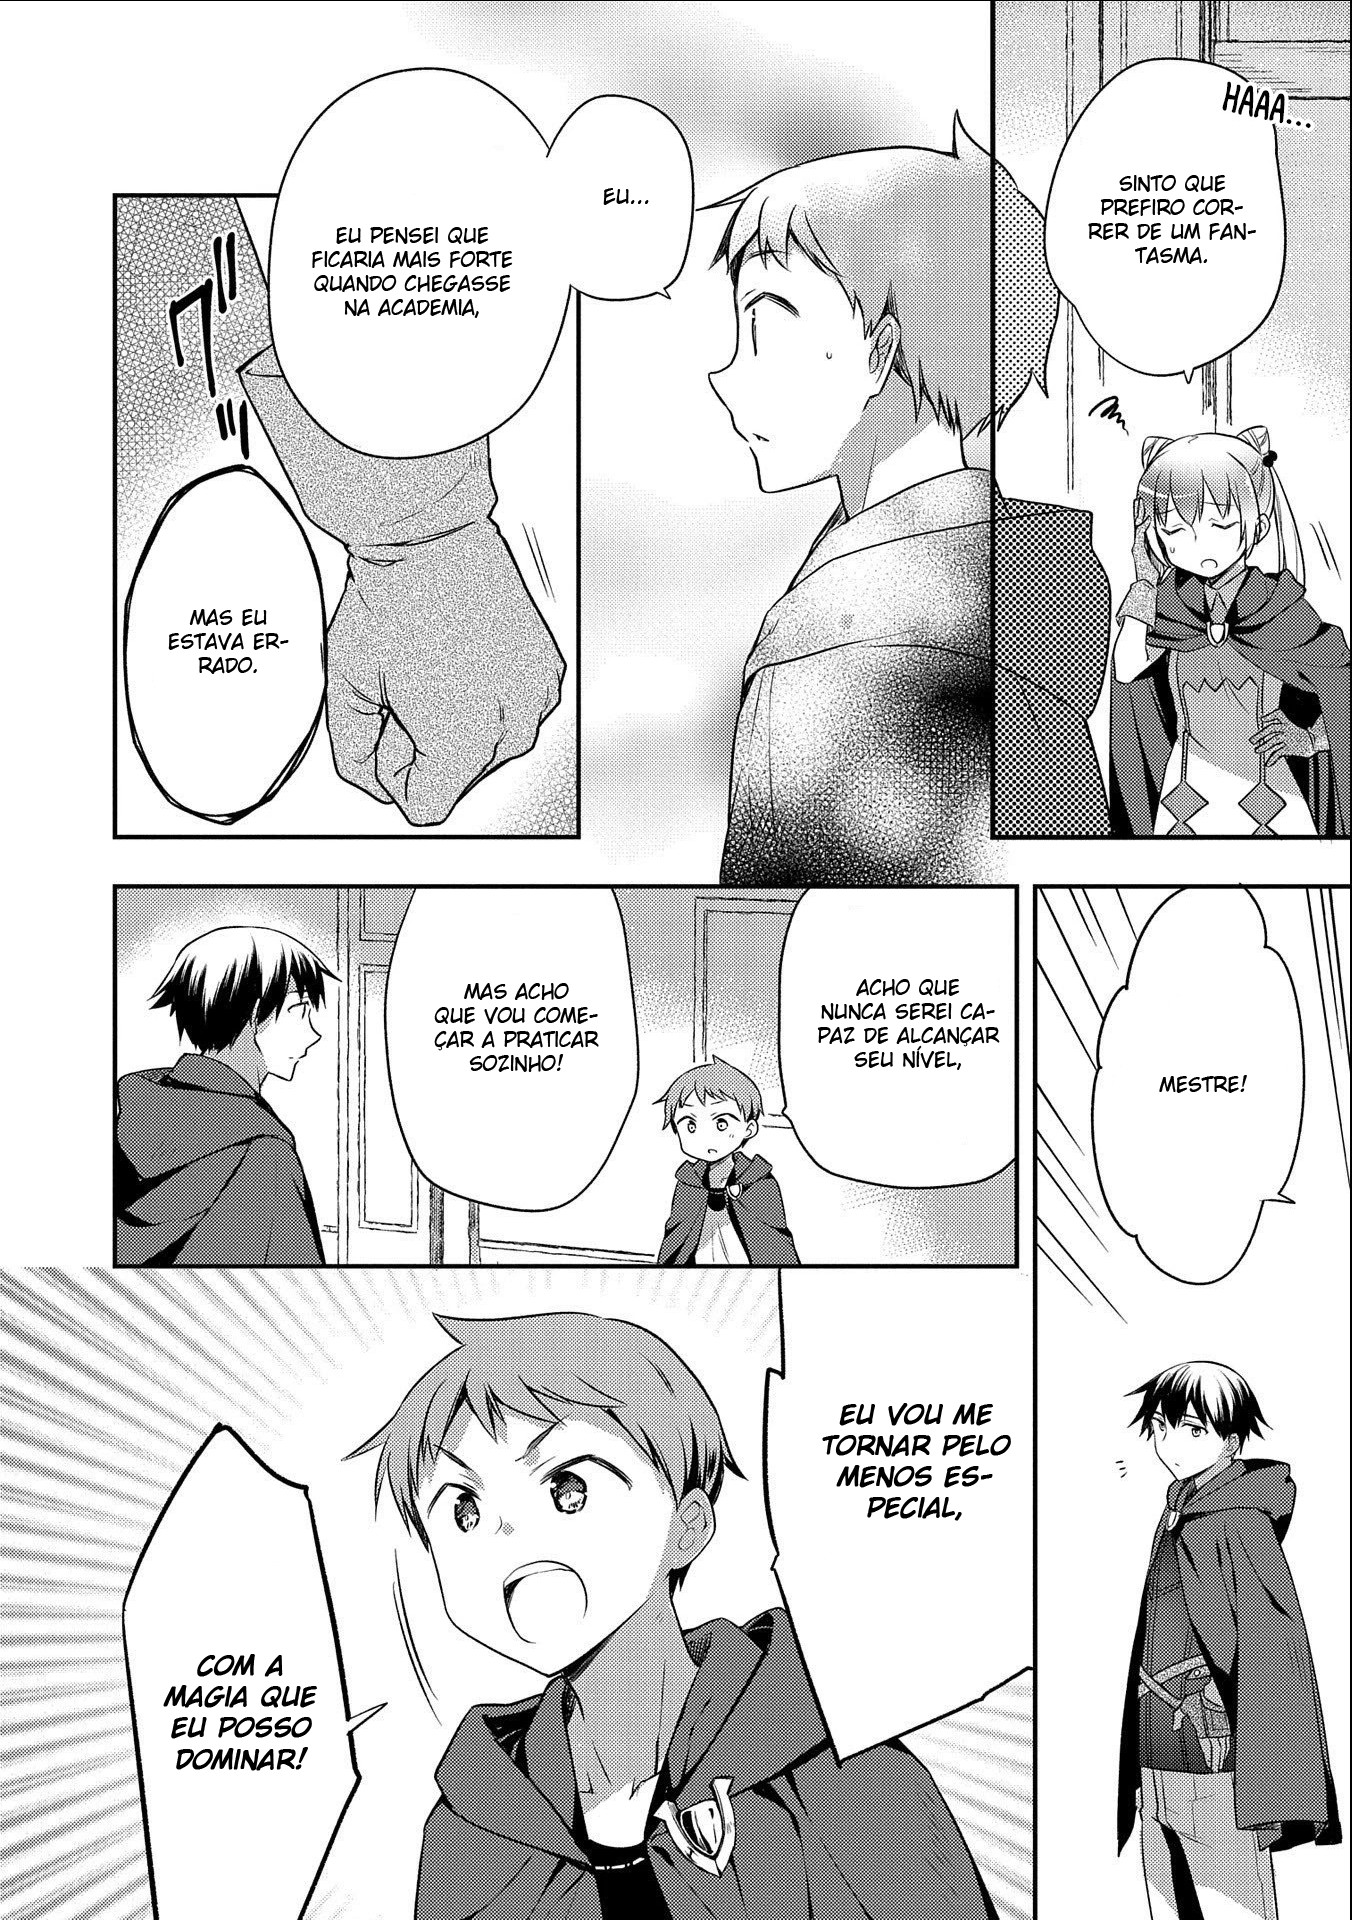 HAAA...
SINTO QUE
PREFIRO COR-
RER DE UM FAN-
TASMA.
EU...
EU PENSEI QUE
FICARIA MAIS FORTE
QUANDO CHEGASSE
NA ACADEMIA,
グッ
MAS EU
ESTAVA ER-
RADO.
MESTRE!
ACHO QUE
NUNCA SEREI CA-
PAZ DE ALCANÇAR
SEU NÍVEL,
MAS ACHO
QUE VOU COME-
ÇAR A PRATICAR
SOZINHO!
EU VOU ME
TORNAR PELO
MENOS ES-
PECIAL,
COM A
MAGIA QUE
EU POSSO
DOMINAR!